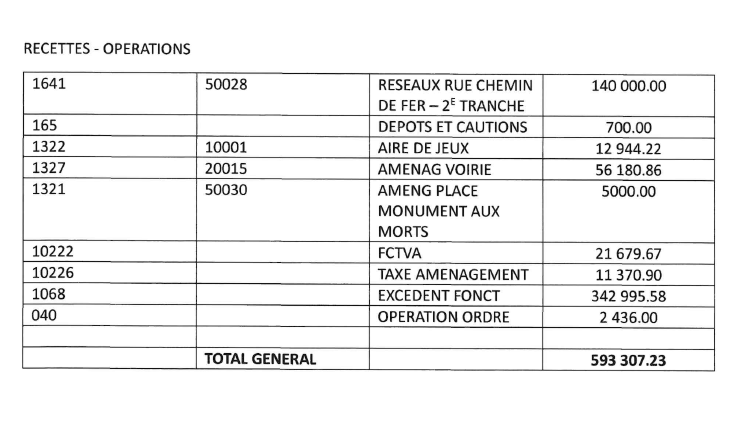 RECETTES - OPERATIONS
1641 50028 RESEAUX RUE CHEMIN 140 000.00
DE FER – 2E TRANCHE
165 DEPOTS ET CAUTIONS 700.00
1322 10001 AIRE DE JEUX 12 944.22
1327 20015 AMENAG VOIRIE 56 180.86
1321 50030 AMENG PLACE 5000.00
MONUMENT AUX
MORTS
10222 FCTVA 21 679.67
10226 TAXE AMENAGEMENT 11 370.90
1068 EXCEDENT FONCT 342 995.58
040 OPERATION ORDRE 2 436.00
TOTAL GENERAL 593 307.23